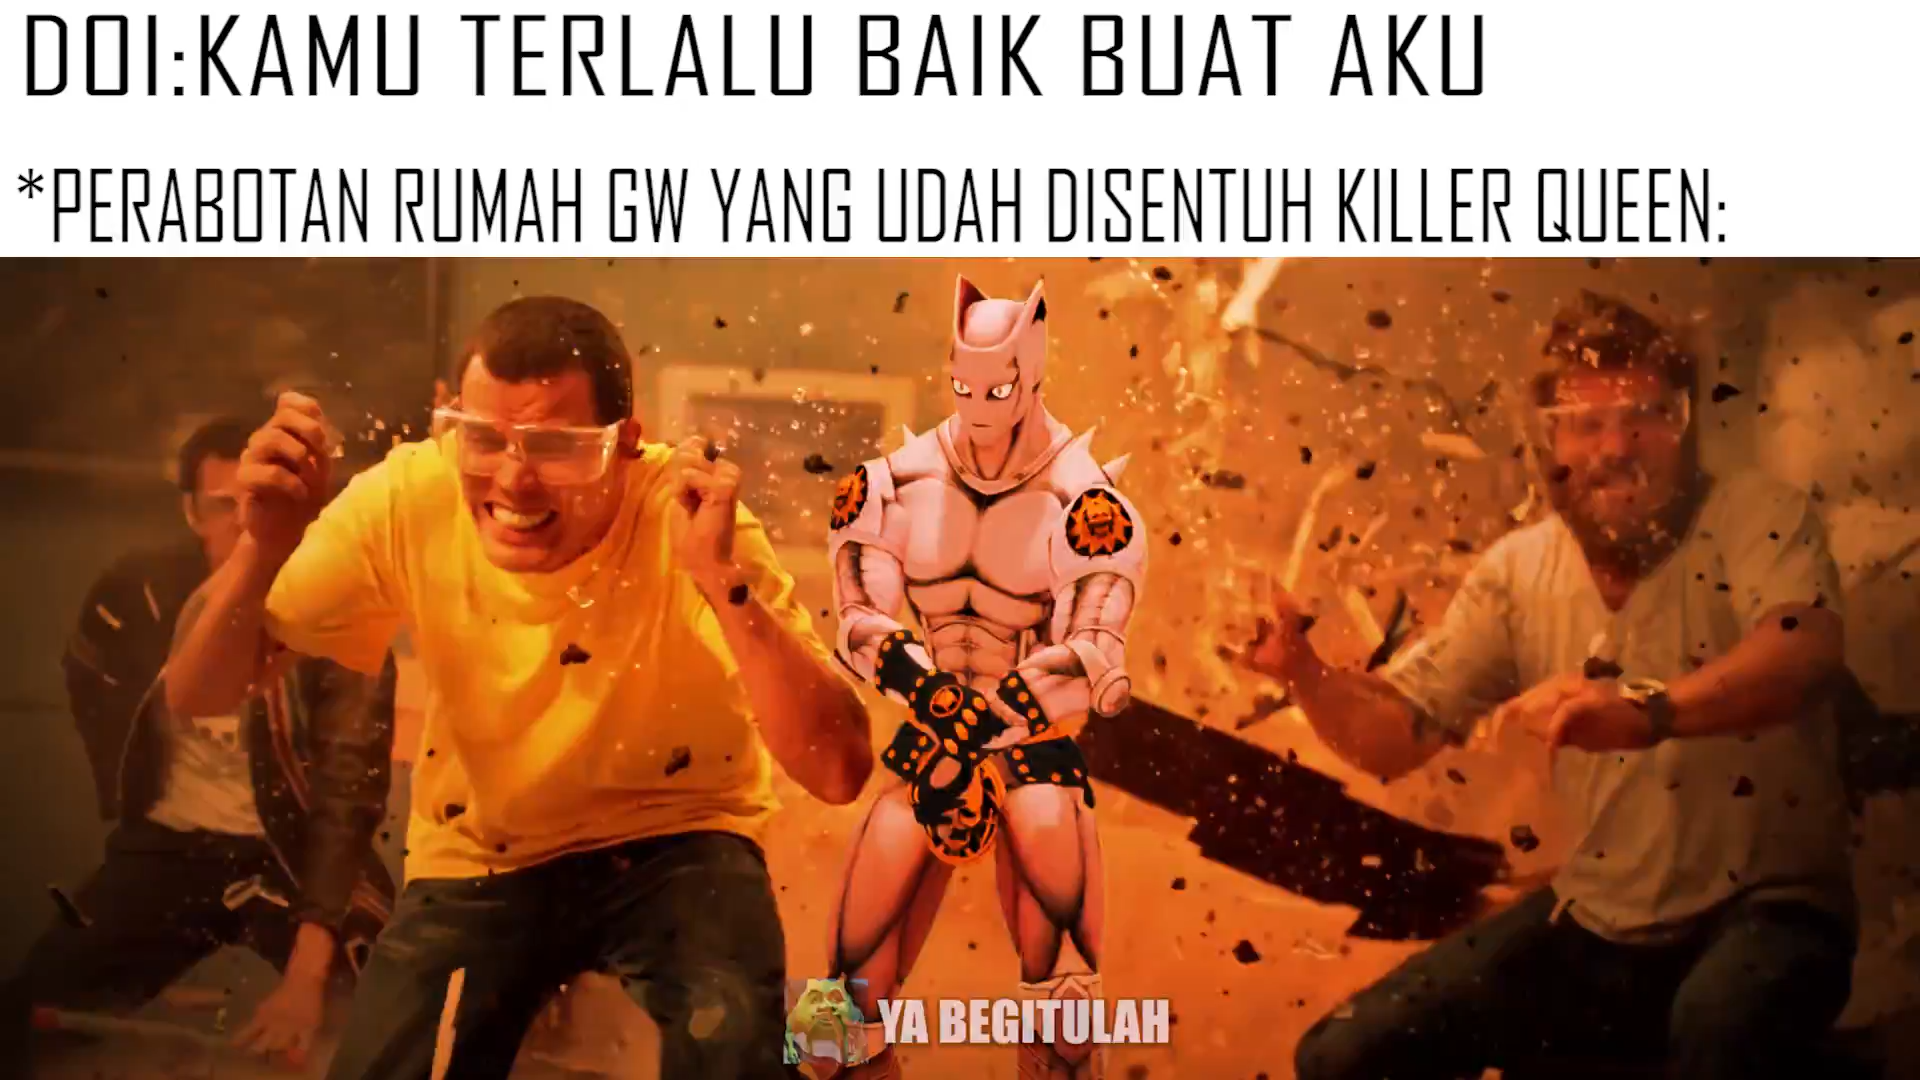 DOI:KAMU TERLALU BAIK BUAT AKU
*PERABOTAN RUMAH GW YANG UDAH DISENTUH KILLER QUEEN:
YA BEGITULAH